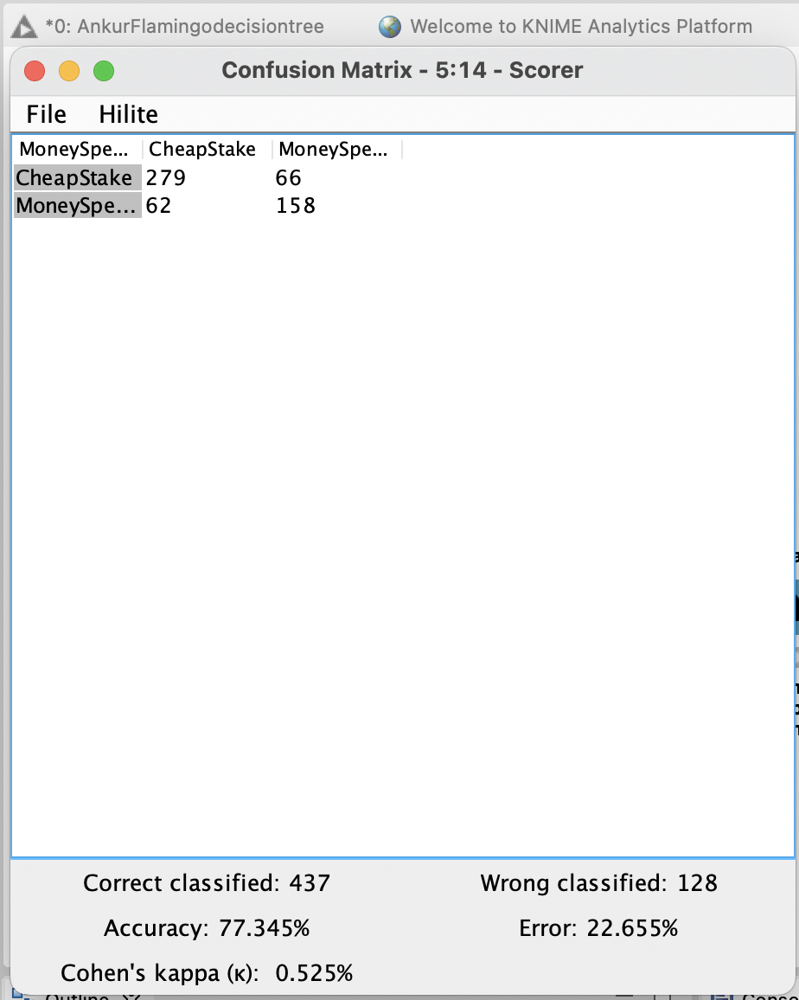 *0: AnkurFlamingodecisiontree Welcome to KNIME Analytics Platform
Confusion Matrix - 5:14 - Scorer
File Hilite
MoneySpe... CheapStake MoneySpe...
CheapStake 279 66
MoneySpe... 62 158
Correct classified: 437 Wrong classified: 128
Accuracy: 77.345% Error: 22.655%
Cohen's kappa (κ): 0.525%
Outline